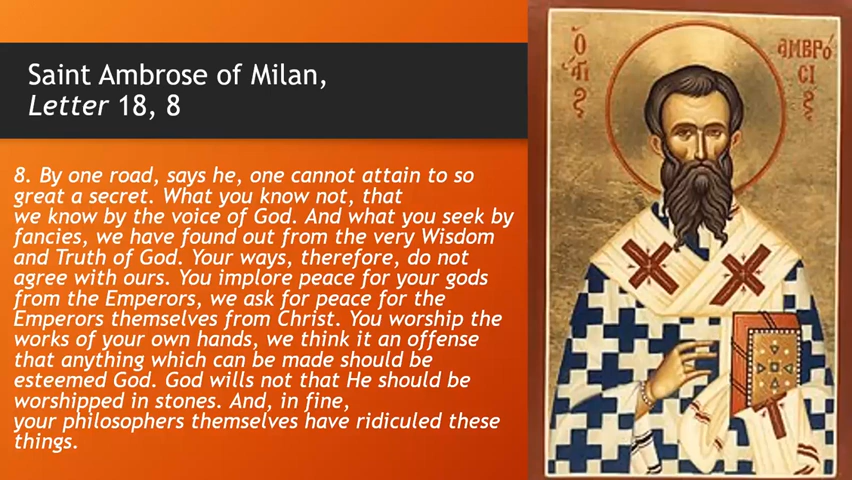 Saint Ambrose of Milan,
Letter 18, 8
8. By one road, says he, one cannot attain to so
great a secret. What you know not, that
we know by the voice of God. And what you seek by
fancies, we have found out from the very Wisdom
and Truth of God. Your ways, therefore, do not
agree with ours. You implore peace for your gods
from the Emperors, we ask for peace for the
Emperors themselves from Christ. You worship the
works of your own hands, we think it an offense
that anything which can be made should be
esteemed God. God wills not that He should be
worshipped in stones. And, in fine,
your philosophers themselves have ridiculed these
things.
ΑΜΒΡό
CI